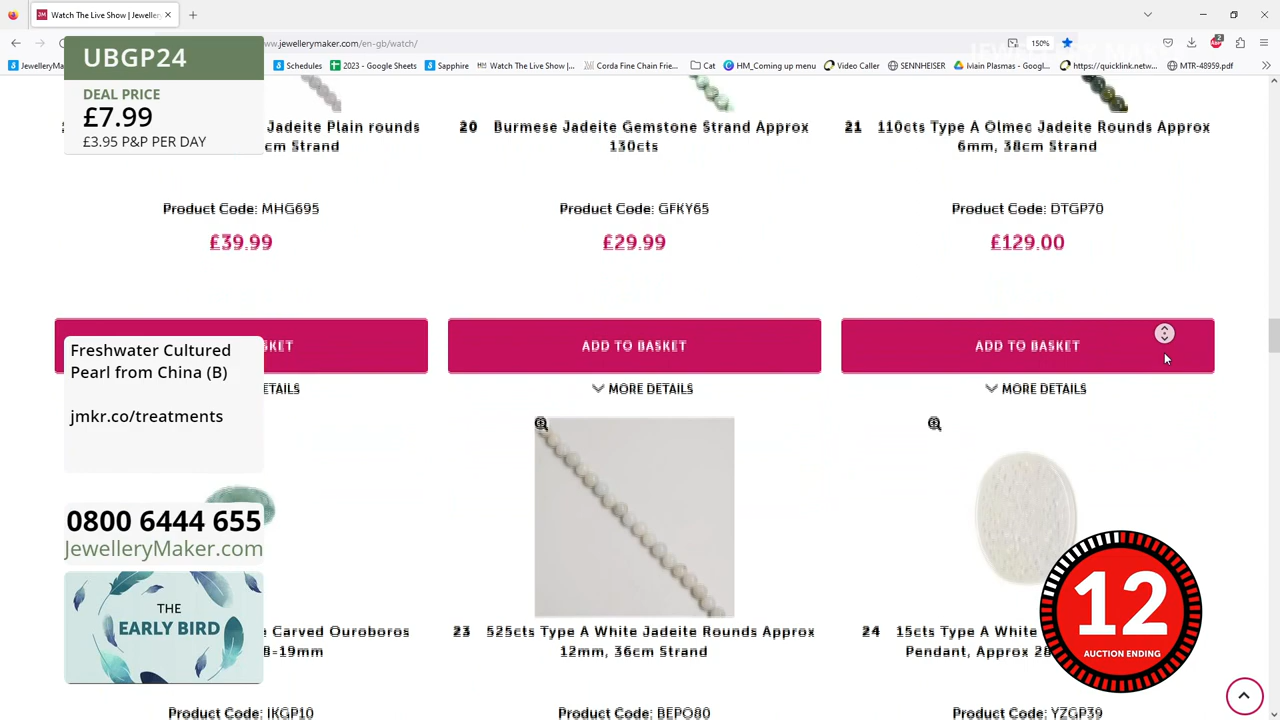 Watch The Live Show | Jeweller
ww.jewellerymaker.com/en-gb/watch/
150%
JewelleryMa
Schedules
2023 - Google Sheets
Sapphire
Watch The Live Show |...
Corda Fine Chain Frie...
Cat
HM_Coming up menu
Video Caller
SENNHEISER
Main Plasmas - Googl...
https://quicklink.netw...
MTR-48959.pdf
UBGP24
DEAL PRICE
£7.99
£3.95 P&P PER DAY
Jadeite Plain rounds
cm Strand
20 Burmese Jadeite Gemstone Strand Approx
130cts
21 110cts Type A Olmec Jadeite Rounds Approx
6mm, 38cm Strand
Product Code: MHG695
Product Code: GFKY65
Product Code: DTGP70
£39.99
£29.99
£129.00
SKET
ADD TO BASKET
ADD TO BASKET
ETAILS
MORE DETAILS
MORE DETAILS
Freshwater Cultured
Pearl from China (B)
jmkr.co/treatments
0800 6444 655
JewelleryMaker.com
THE
EARLY BIRD
e Carved Ouroboros
8-19mm
23 525cts Type A White Jadeite Rounds Approx
12mm, 36cm Strand
24 15cts Type A White
Pendant, Approx 28
12
AUCTION ENDING
Product Code: IKGP10
Product Code: BEPO80
Product Code: YZGP39